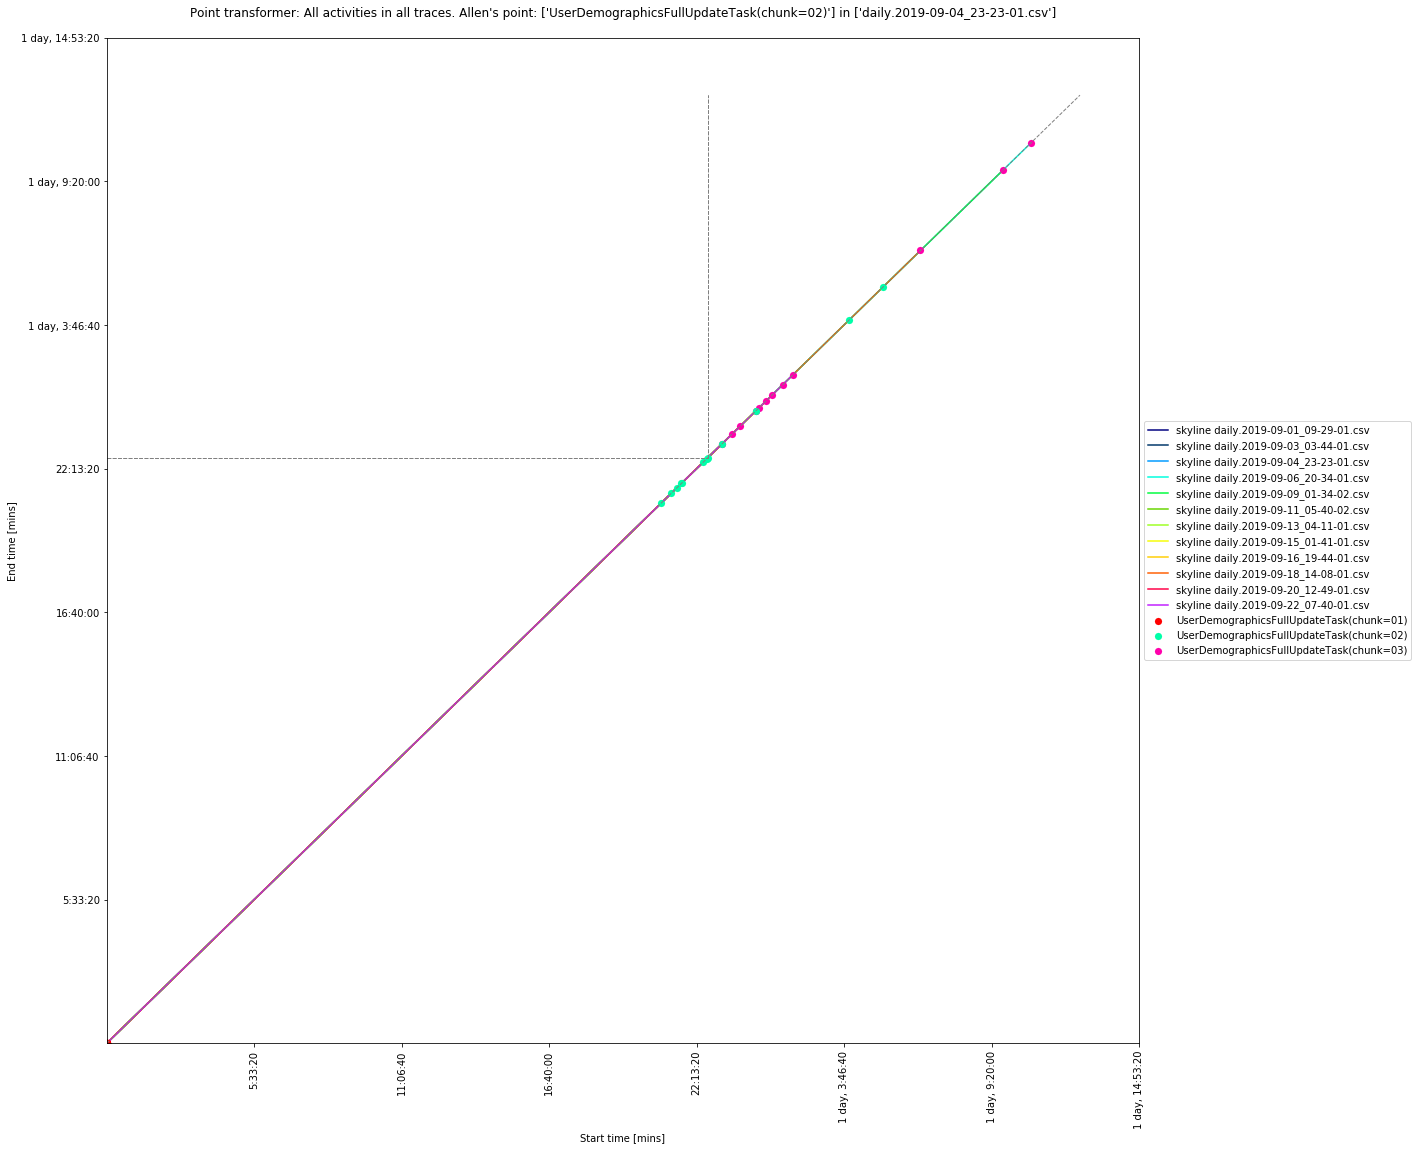 Point transformer: All activities in all traces. Allen's point: ['UserDemographicsFullUpdateTask(chunk=02)'] in ['daily.2019-09-04_23-23-01.csv']
1 day, 14:53:20
1 day, 9:20:00
1 day, 3:46:40
22:13:20
16:40:00
11:06:40
5:33:20
End time [mins]
5:33:20
11:06:40
16:40:00
22:13:20
1 day, 3:46:40
1 day, 9:20:00
1 day, 14:53:20
Start time [mins]
skyline daily.2019-09-01_09-29-01.csv
skyline daily.2019-09-03_03-44-01.csv
skyline daily.2019-09-04_23-23-01.csv
skyline daily.2019-09-06_20-34-01.csv
skyline daily.2019-09-09_01-34-02.csv
skyline daily.2019-09-11_05-40-02.csv
skyline daily.2019-09-13_04-11-01.csv
skyline daily.2019-09-15_01-41-01.csv
skyline daily.2019-09-16_19-44-01.csv
skyline daily.2019-09-18_14-08-01.csv
skyline daily.2019-09-20_12-49-01.csv
skyline daily.2019-09-22_07-40-01.csv
UserDemographicsFullUpdateTask(chunk=01)
UserDemographicsFullUpdateTask(chunk=02)
UserDemographicsFullUpdateTask(chunk=03)